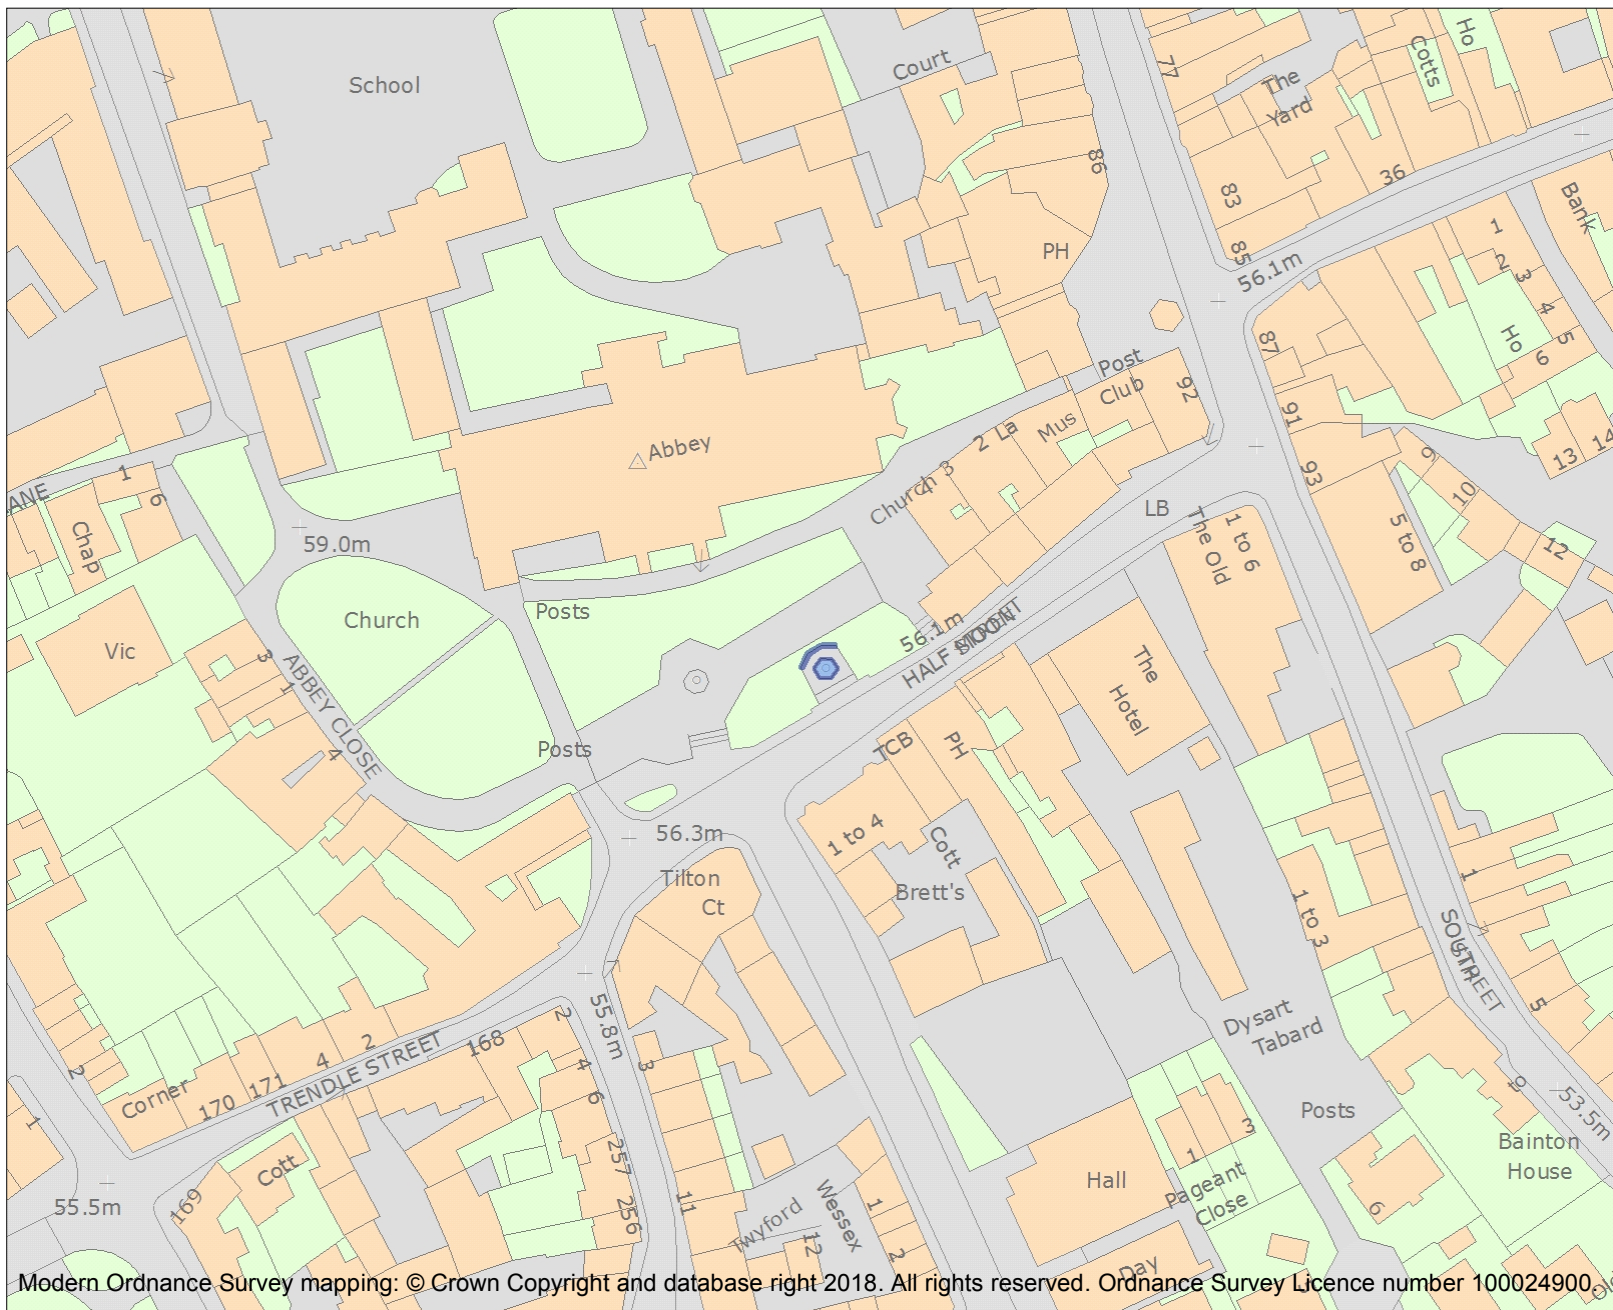 School
Court
77
The
Yard
Cotts
Ho
86
83
36
Bank
PH
85
56.1m
1
2
3
4
5
6
Ho
87
Post
Club
92
91
Mus
La
2
3
4
Church
Abbey
93
9
10
12
13
14
LANE
1
6
Chap
59.0m
LB
The Old
1 to 6
5 to 8
Church
Posts
56.1m
HALF MOON
STREET
Vic
3
1
4
ABBEY CLOSE
The
Hotel
Posts
TCB
PH
56.3m
1 to 4
Cott
Brett's
Tilton
Ct
1
1 to 3
SOUTH
STREET
5
55.8m
Dysart
Tabard
2
168
2
4
171
170
TRENDLE STREET
Corner
2
1
4
6
3
to
53.5m
Posts
Bainton
House
257
256
11
Cott
169
55.5m
Hall
1
3
Pageant
Close
6
Twyford
12
Wessex
1
2
Day
Modern Ordnance Survey mapping: © Crown Copyright and database right 2018. All rights reserved. Ordnance Survey Licence number 100024900.